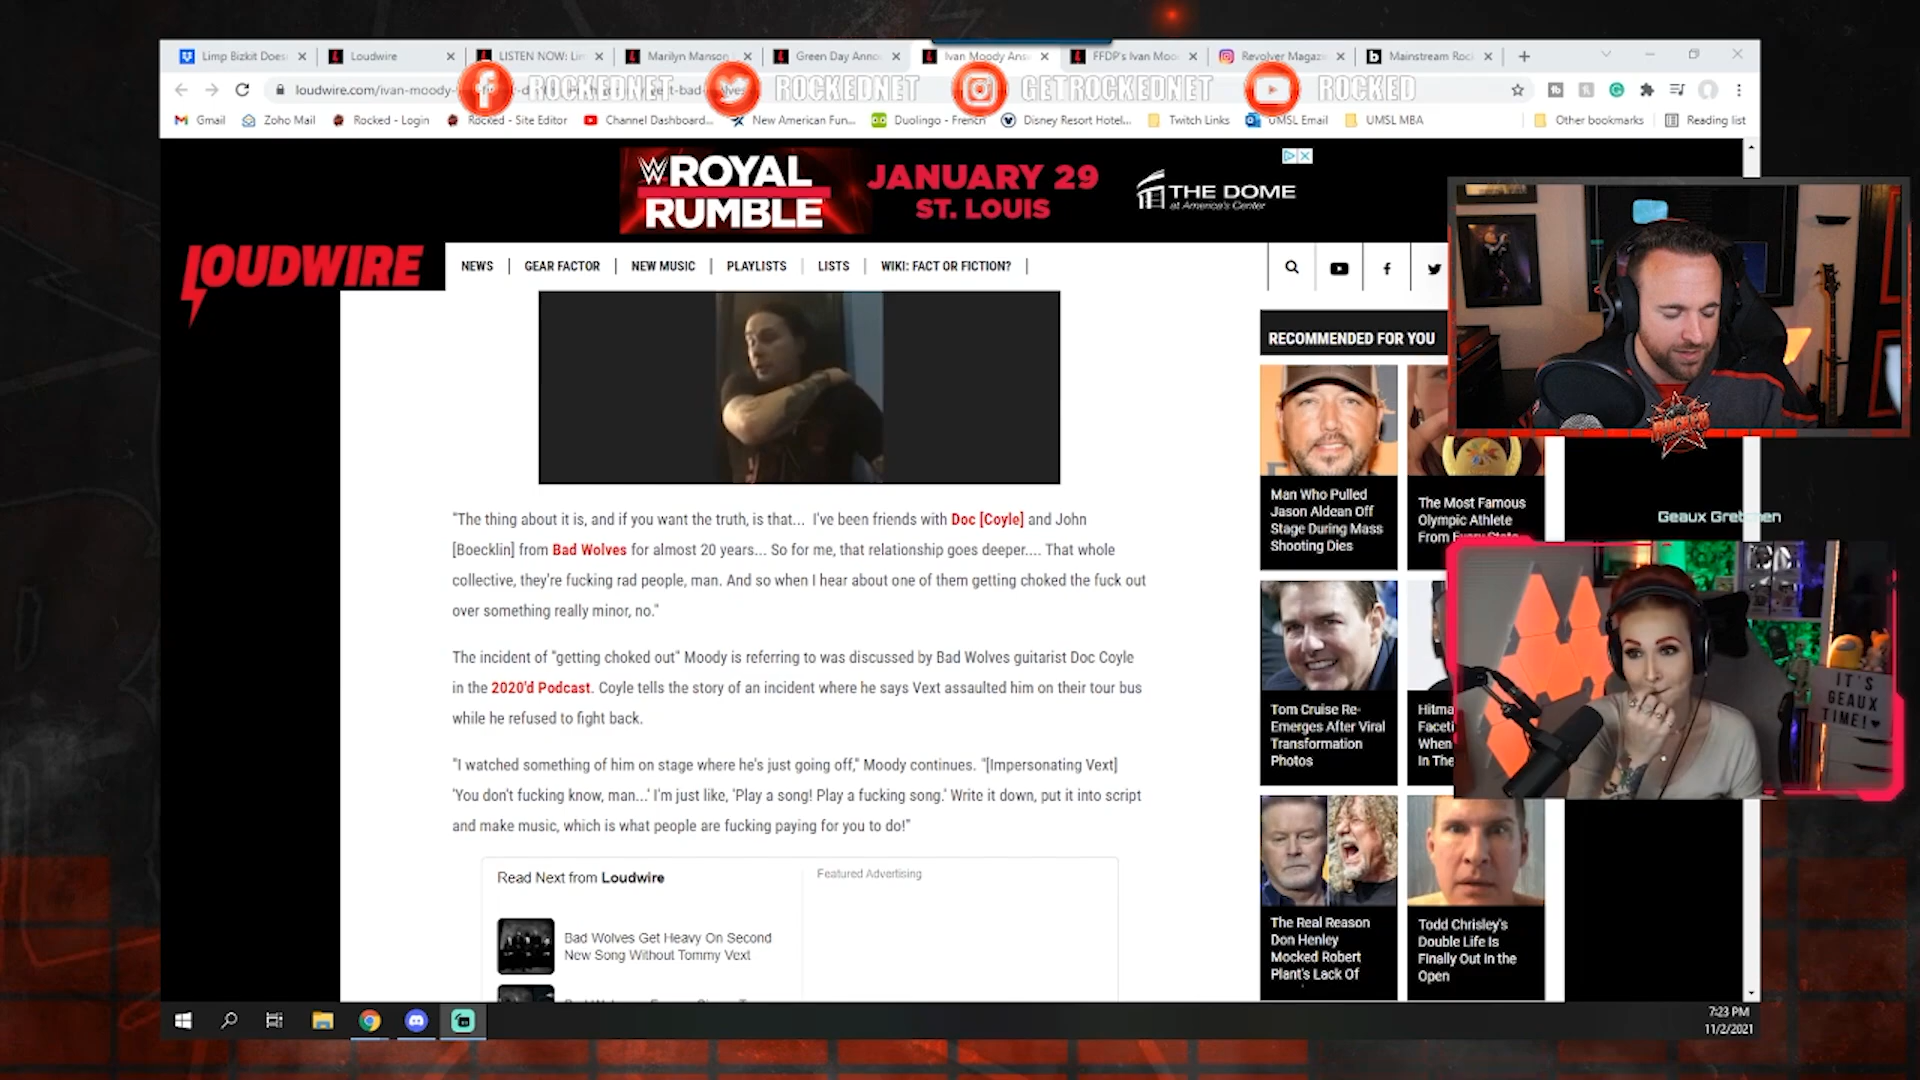 Limp Bizkit Does
Loudwire
LISTEN NOW: Lim
Marilyn Manson
Green Day Anno
Ivan Moody Ans
FFDP's Ivan Moo
Revolver Magaz
Mainstream Roc
loudwire.com/ivan-moody-
ROCKEDNET
ROCKEDNET
GETROCKEDNET
ROCKED
Gmail
Zoho Mail
Rocked - Login
Rocked - Site Editor
Channel Dashboard...
New American Fun...
Duolingo - French
Disney Resort Hotel...
Twitch Links
UMSL Email
UMSL MBA
Other bookmarks
Reading list
WWE ROYAL RUMBLE
JANUARY 29
ST. LOUIS
THE DOME
at America's Center
LOUDWIRE
NEWS
GEAR FACTOR
NEW MUSIC
PLAYLISTS
LISTS
WIKI: FACT OR FICTION?
"The thing about it is, and if you want the truth, is that... I've been friends with Doc [Coyle] and John
[Boecklin] from Bad Wolves for almost 20 years... So for me, that relationship goes deeper.... That whole
collective, they're fucking rad people, man. And so when I hear about one of them getting choked the fuck out
over something really minor, no."
The incident of "getting choked out" Moody is referring to was discussed by Bad Wolves guitarist Doc Coyle
in the 2020'd Podcast. Coyle tells the story of an incident where he says Vext assaulted him on their tour bus
while he refused to fight back.
"I watched something of him on stage where he's just going off," Moody continues. "[Impersonating Vext]
'You don't fucking know, man...' I'm just like, 'Play a song! Play a fucking song.' Write it down, put it into script
and make music, which is what people are fucking paying for you to do!"
Read Next from Loudwire
Featured Advertising
Bad Wolves Get Heavy On Second
New Song Without Tommy Vext
RECOMMENDED FOR YOU
Man Who Pulled
Jason Aldean Off
Stage During Mass
Shooting Dies
The Most Famous
Olympic Athlete
From Every State
Tom Cruise Re-
Emerges After Viral
Transformation
Photos
Hitma
Faceti
When
In The
The Real Reason
Don Henley
Mocked Robert
Plant's Lack Of
Todd Chrisley's
Double Life Is
Finally Out in the
Open
ROCKED
Geaux Gretchen
IT'S
GEAUX
TIME!
7:23 PM
11/2/2021